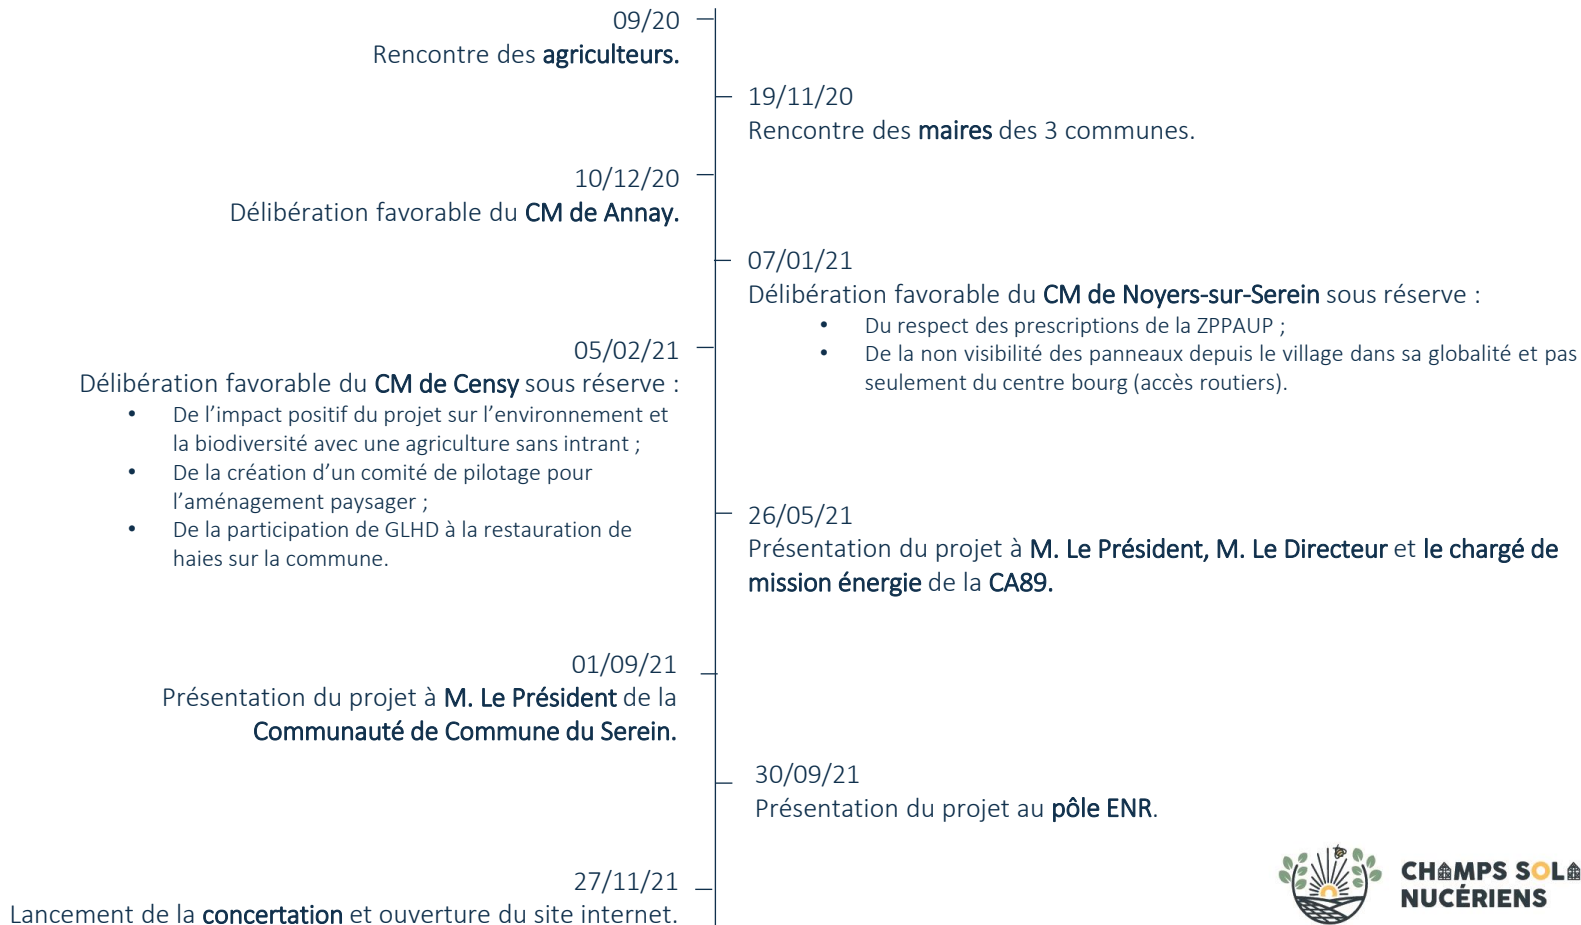 09/20
Rencontre des agriculteurs.
19/11/20
Rencontre des maires des 3 communes.
10/12/20
Délibération favorable du CM de Annay.
07/01/21
Délibération favorable du CM de Noyers-sur-Serein sous réserve :
• Du respect des prescriptions de la ZPPAUP ;
• De la non visibilité des panneaux depuis le village dans sa globalité et pas
seulement du centre bourg (accès routiers).
05/02/21
Délibération favorable du CM de Censy sous réserve :
• De l’impact positif du projet sur l’environnement et
la biodiversité avec une agriculture sans intrant ;
• De la création d’un comité de pilotage pour
l’aménagement paysager ;
• De la participation de GLHD à la restauration de
haies sur la commune.
26/05/21
Présentation du projet à M. Le Président, M. Le Directeur et le chargé de
mission énergie de la CA89.
01/09/21
Présentation du projet à M. Le Président de la
Communauté de Commune du Serein.
30/09/21
Présentation du projet au pôle ENR.
27/11/21
Lancement de la concertation et ouverture du site internet.
CHAMPS SOLA
NUCÉRIENS